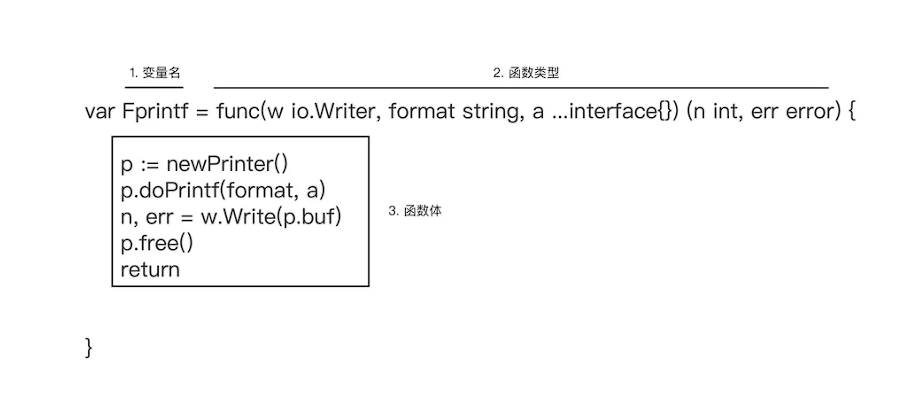 1. 变量名
2. 函数类型
var Fprintf = func(w io.Writer, format string, a ...interface{}) (n int, err error) {
p := newPrinter()
p.doPrintf(format, a)
n, err = w.Write(p.buf)
3. 函数体
p.free()
return
}